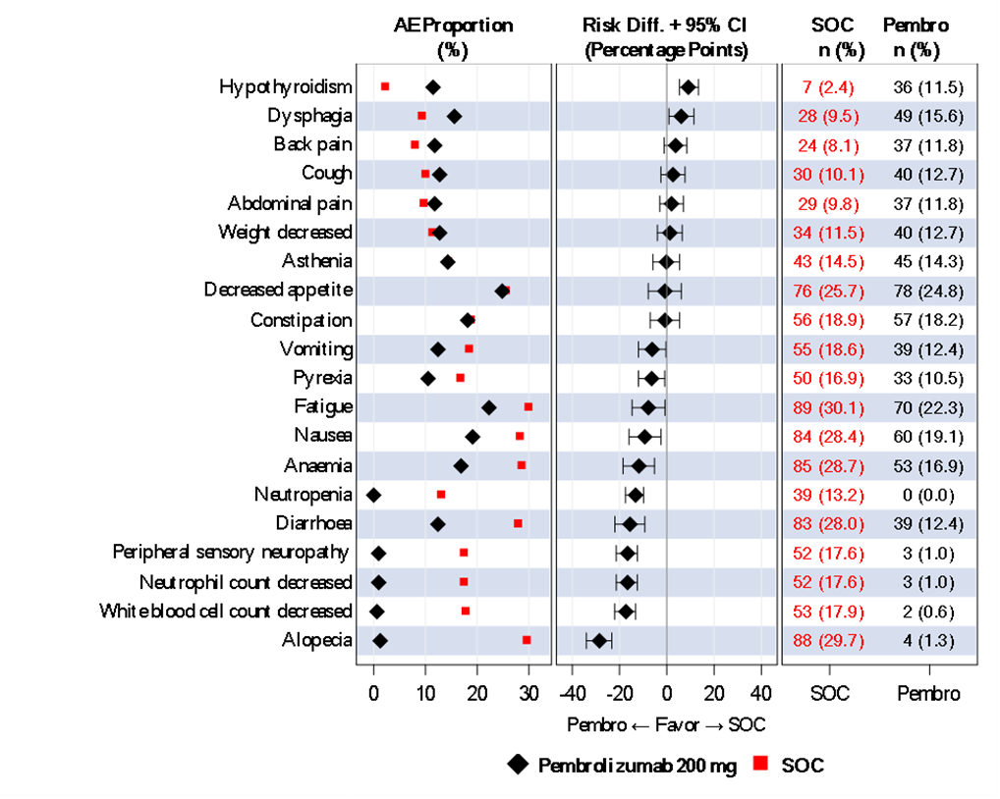 AE Proportion Risk Diff. + 95% CI SOC Pembro
(%) (Percentage Points) n (%) n (%)
Hypothyroidism 7 (2.4) 36 (11.5)
Dysphagia 28 (9.5) 49 (15.6)
Back pain 24 (8.1) 37 (11.8)
Cough 30 (10.1) 40 (12.7)
Abdominal pain 29 (9.8) 37 (11.8)
Weight decreased 34 (11.5) 40 (12.7)
Asthenia 43 (14.5) 45 (14.3)
Decreased appetite 76 (25.7) 78 (24.8)
Constipation 56 (18.9) 57 (18.2)
Vomiting 55 (18.6) 39 (12.4)
Pyrexia 50 (16.9) 33 (10.5)
Fatigue 89 (30.1) 70 (22.3)
Nausea 84 (28.4) 60 (19.1)
Anaemia 85 (28.7) 53 (16.9)
Neutropenia 39 (13.2) 0 (0.0)
Diarrhoea 83 (28.0) 39 (12.4)
Peripheral sensory neuropathy 52 (17.6) 3 (1.0)
Neutrophil count decreased 52 (17.6) 3 (1.0)
White blood cell count decreased 53 (17.9) 2 (0.6)
Alopecia 88 (29.7) 4 (1.3)
0 10 20 30 -40 -20 0 20 40 SOC Pembro
Pembro ← Favor → SOC
Pembrolizumab 200 mg SOC